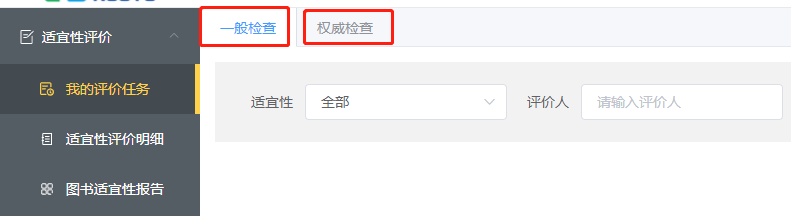 适宜性评价
我的评价任务
适宜性评价明细
图书适宜性报告
一般检查 权威检查
适宜性 全部 评价人 请输入评价人